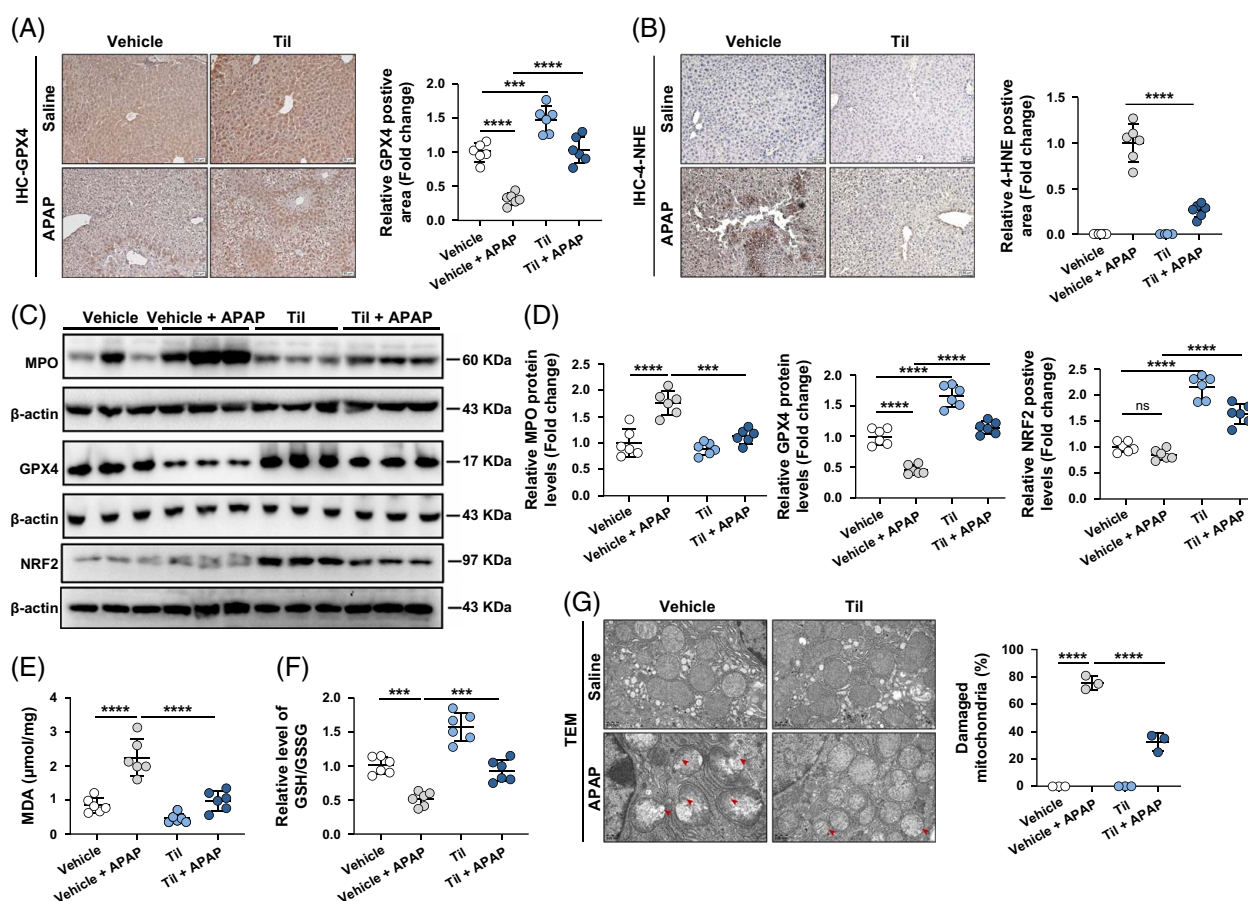 (A)
Vehicle
Til
IHC-GPX4
Saline
APAP
Relative GPX4 postive
area (Fold change)
2.0
1.5
1.0
0.5
0.0
****
***
****
Vehicle
Vehicle + APAP
Til
Til + APAP
(B)
Vehicle
Til
IHC-4-NHE
Saline
APAP
Relative 4-HNE postive
area (Fold change)
1.5
1.0
0.5
0.0
****
Vehicle
Vehicle + APAP
Til
Til + APAP
(C)
Vehicle
Vehicle + APAP
Til
Til + APAP
MPO
60 KDa
β-actin
43 KDa
GPX4
17 KDa
β-actin
43 KDa
NRF2
97 KDa
β-actin
43 KDa
(D)
Relative MPO protein
levels (Fold change)
2.5
2.0
1.5
1.0
0.5
0.0
****
***
Vehicle
Vehicle + APAP
Til
Til + APAP
Relative GPX4 protein
levels (Fold change)
2.0
1.5
1.0
0.5
0.0
****
****
****
Vehicle
Vehicle + APAP
Til
Til + APAP
Relative NRF2 postive
levels (Fold change)
2.5
2.0
1.5
1.0
0.5
0.0
ns
****
****
Vehicle
Vehicle + APAP
Til
Til + APAP
(E)
MDA (μmol/mg)
4
3
2
1
0
****
****
Vehicle
Vehicle + APAP
Til
Til + APAP
(F)
Relative level of
GSH/GSSG
2.0
1.5
1.0
0.5
0.0
***
***
Vehicle
Vehicle + APAP
Til
Til + APAP
(G)
Vehicle
Til
TEM
Saline
APAP
Damaged
mitochondria (%)
100
80
60
40
20
0
****
****
Vehicle
Vehicle + APAP
Til
Til + APAP